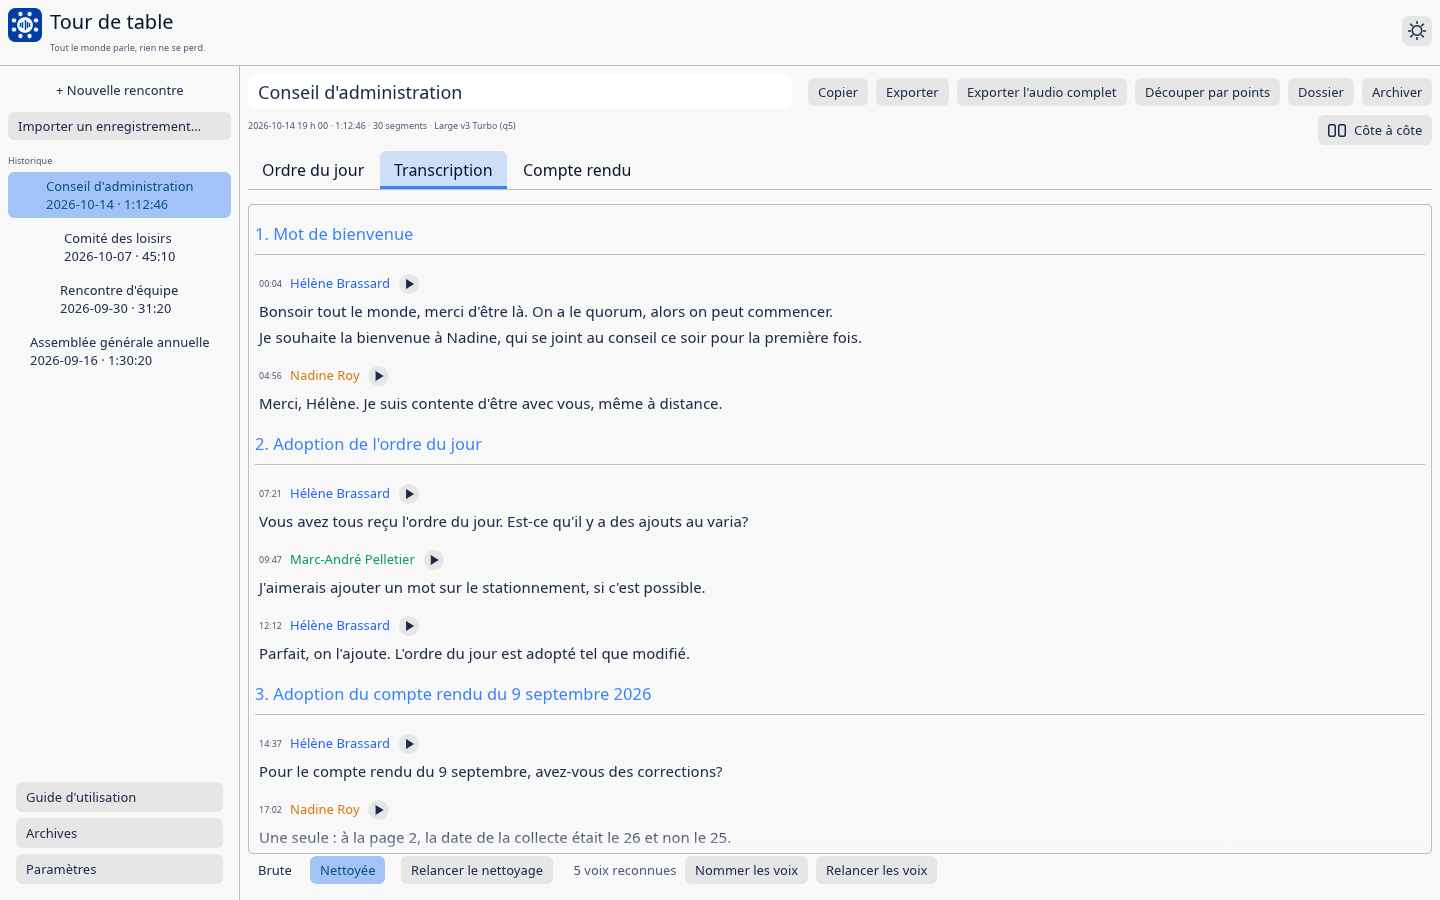 Tour de table
Tout le monde parle, rien ne se perd.
+ Nouvelle rencontre
Importer un enregistrement...
Historique
Conseil d'administration
2026-10-14 · 1:12:46
Comité des loisirs
2026-10-07 · 45:10
Rencontre d'équipe
2026-09-30 · 31:20
Assemblée générale annuelle
2026-09-16 · 1:30:20
Guide d'utilisation
Archives
Paramètres
Conseil d'administration
Copier
Exporter
Exporter l'audio complet
Découper par points
Dossier
Archiver
2026-10-14 19 h 00 · 1:12:46 · 30 segments · Large v3 Turbo (q5)
Côte à côte
Ordre du jour
Transcription
Compte rendu
1. Mot de bienvenue
00:04 Hélène Brassard
Bonsoir tout le monde, merci d'être là. On a le quorum, alors on peut commencer.
Je souhaite la bienvenue à Nadine, qui se joint au conseil ce soir pour la première fois.
04:56 Nadine Roy
Merci, Hélène. Je suis contente d'être avec vous, même à distance.
2. Adoption de l'ordre du jour
07:21 Hélène Brassard
Vous avez tous reçu l'ordre du jour. Est-ce qu'il y a des ajouts au varia?
09:47 Marc-André Pelletier
J'aimerais ajouter un mot sur le stationnement, si c'est possible.
12:12 Hélène Brassard
Parfait, on l'ajoute. L'ordre du jour est adopté tel que modifié.
3. Adoption du compte rendu du 9 septembre 2026
14:37 Hélène Brassard
Pour le compte rendu du 9 septembre, avez-vous des corrections?
17:02 Nadine Roy
Une seule : à la page 2, la date de la collecte était le 26 et non le 25.
Brute
Nettoyée
Relancer le nettoyage
5 voix reconnues
Nommer les voix
Relancer les voix